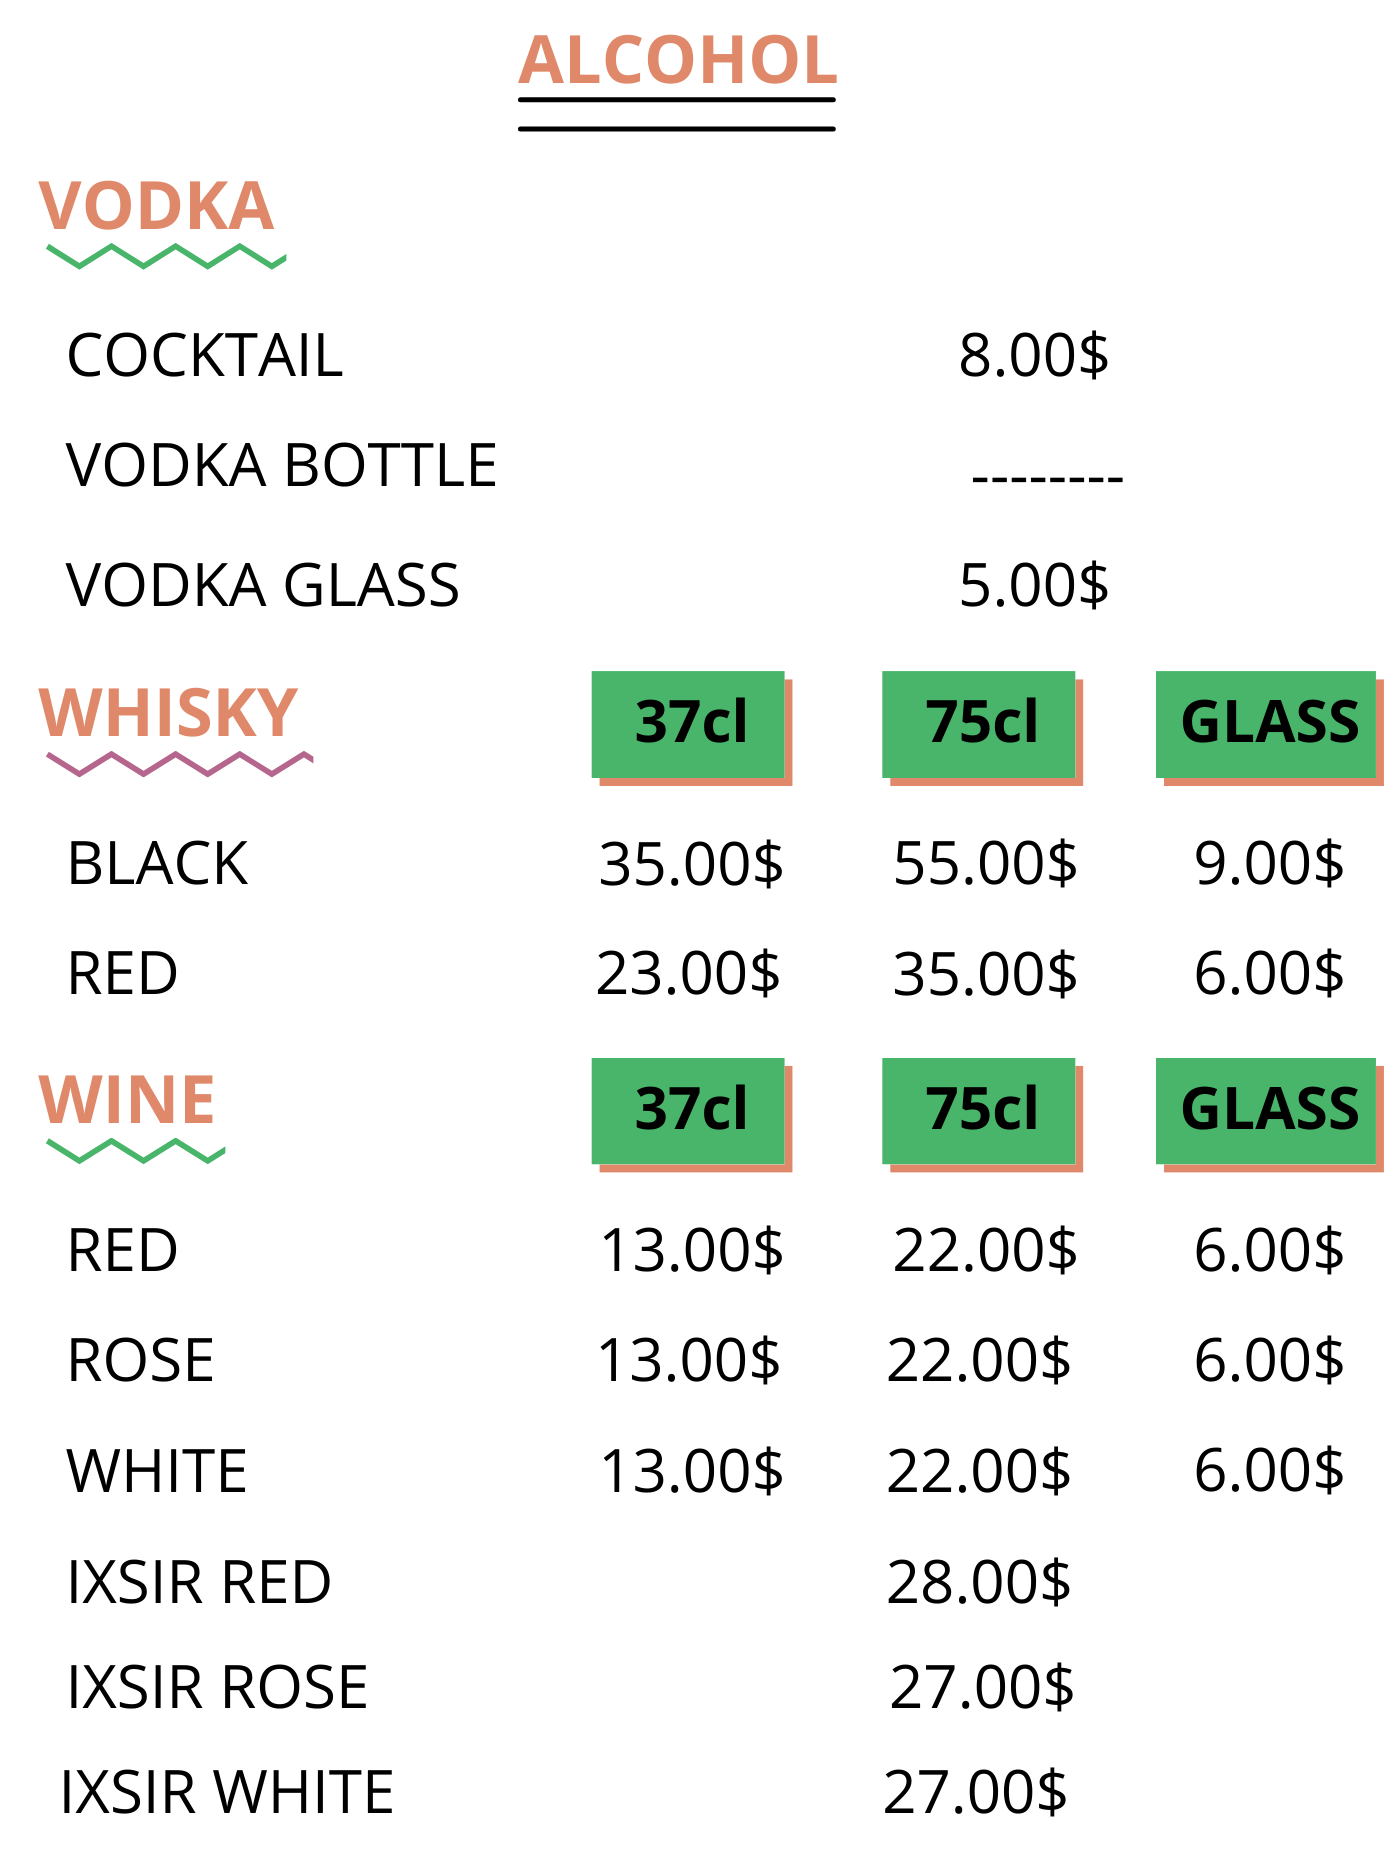 ALCOHOL
VODKA
COCKTAIL 8.00$
VODKA BOTTLE --------
VODKA GLASS 5.00$
WHISKY 37cl 75cl GLASS
BLACK 35.00$ 55.00$ 9.00$
RED 23.00$ 35.00$ 6.00$
WINE 37cl 75cl GLASS
RED 13.00$ 22.00$ 6.00$
ROSE 13.00$ 22.00$ 6.00$
WHITE 13.00$ 22.00$ 6.00$
IXSIR RED 28.00$
IXSIR ROSE 27.00$
IXSIR WHITE 27.00$